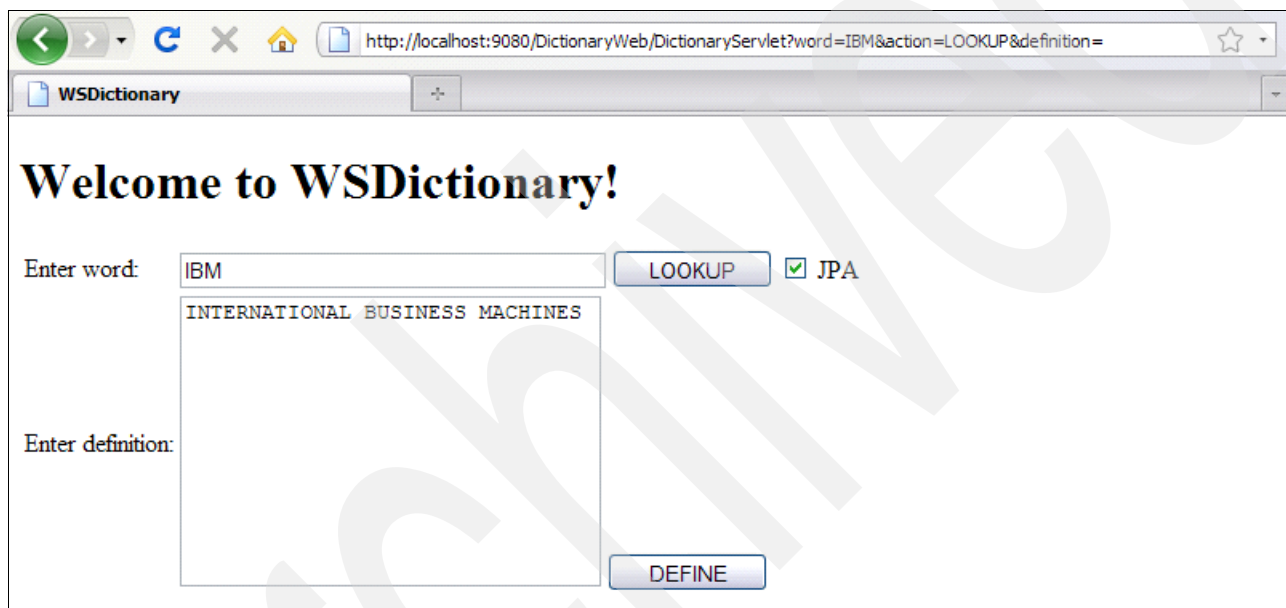 http://localhost:9080/DictionaryWeb/DictionaryServlet?word=IBM&action=LOOKUP&definition=
WSDictionary
Welcome to WSDictionary!
Enter word: IBM LOOKUP JPA
INTERNATIONAL BUSINESS MACHINES
Enter definition:
DEFINE